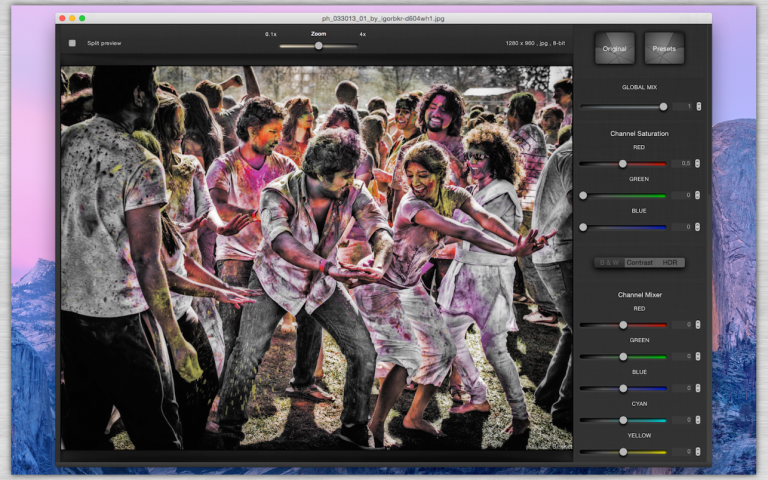 ph_033013_01_by_igorbkr-d604wh1.jpg
Split preview
0.1x
Zoom
4x
1280 x 960 , jpg , 8-bit
Original
Presets
GLOBAL MIX
1
Channel Saturation
RED
0,5
GREEN
0
BLUE
0
B & W
Contrast
HDR
Channel Mixer
RED
0
GREEN
0
BLUE
0
CYAN
0
YELLOW
0